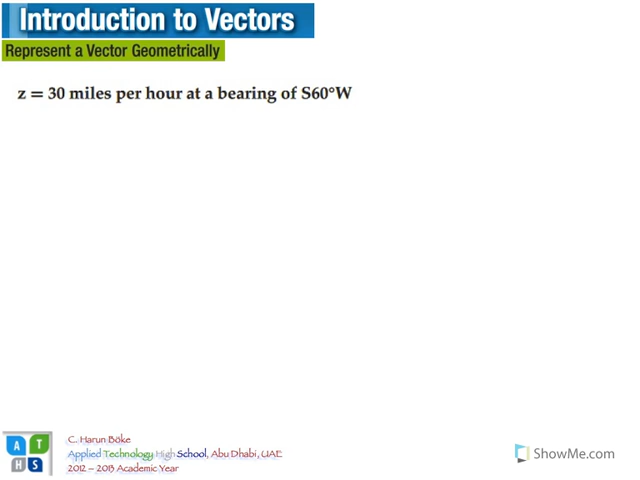 Introduction to Vectors
Represent a Vector Geometrically
z = 30 miles per hour at a bearing of S60°W
A T
H S
C. Harun Böke
Applied Technology High School, Abu Dhabi, UAE
2012 – 2013 Academic Year
ShowMe.com